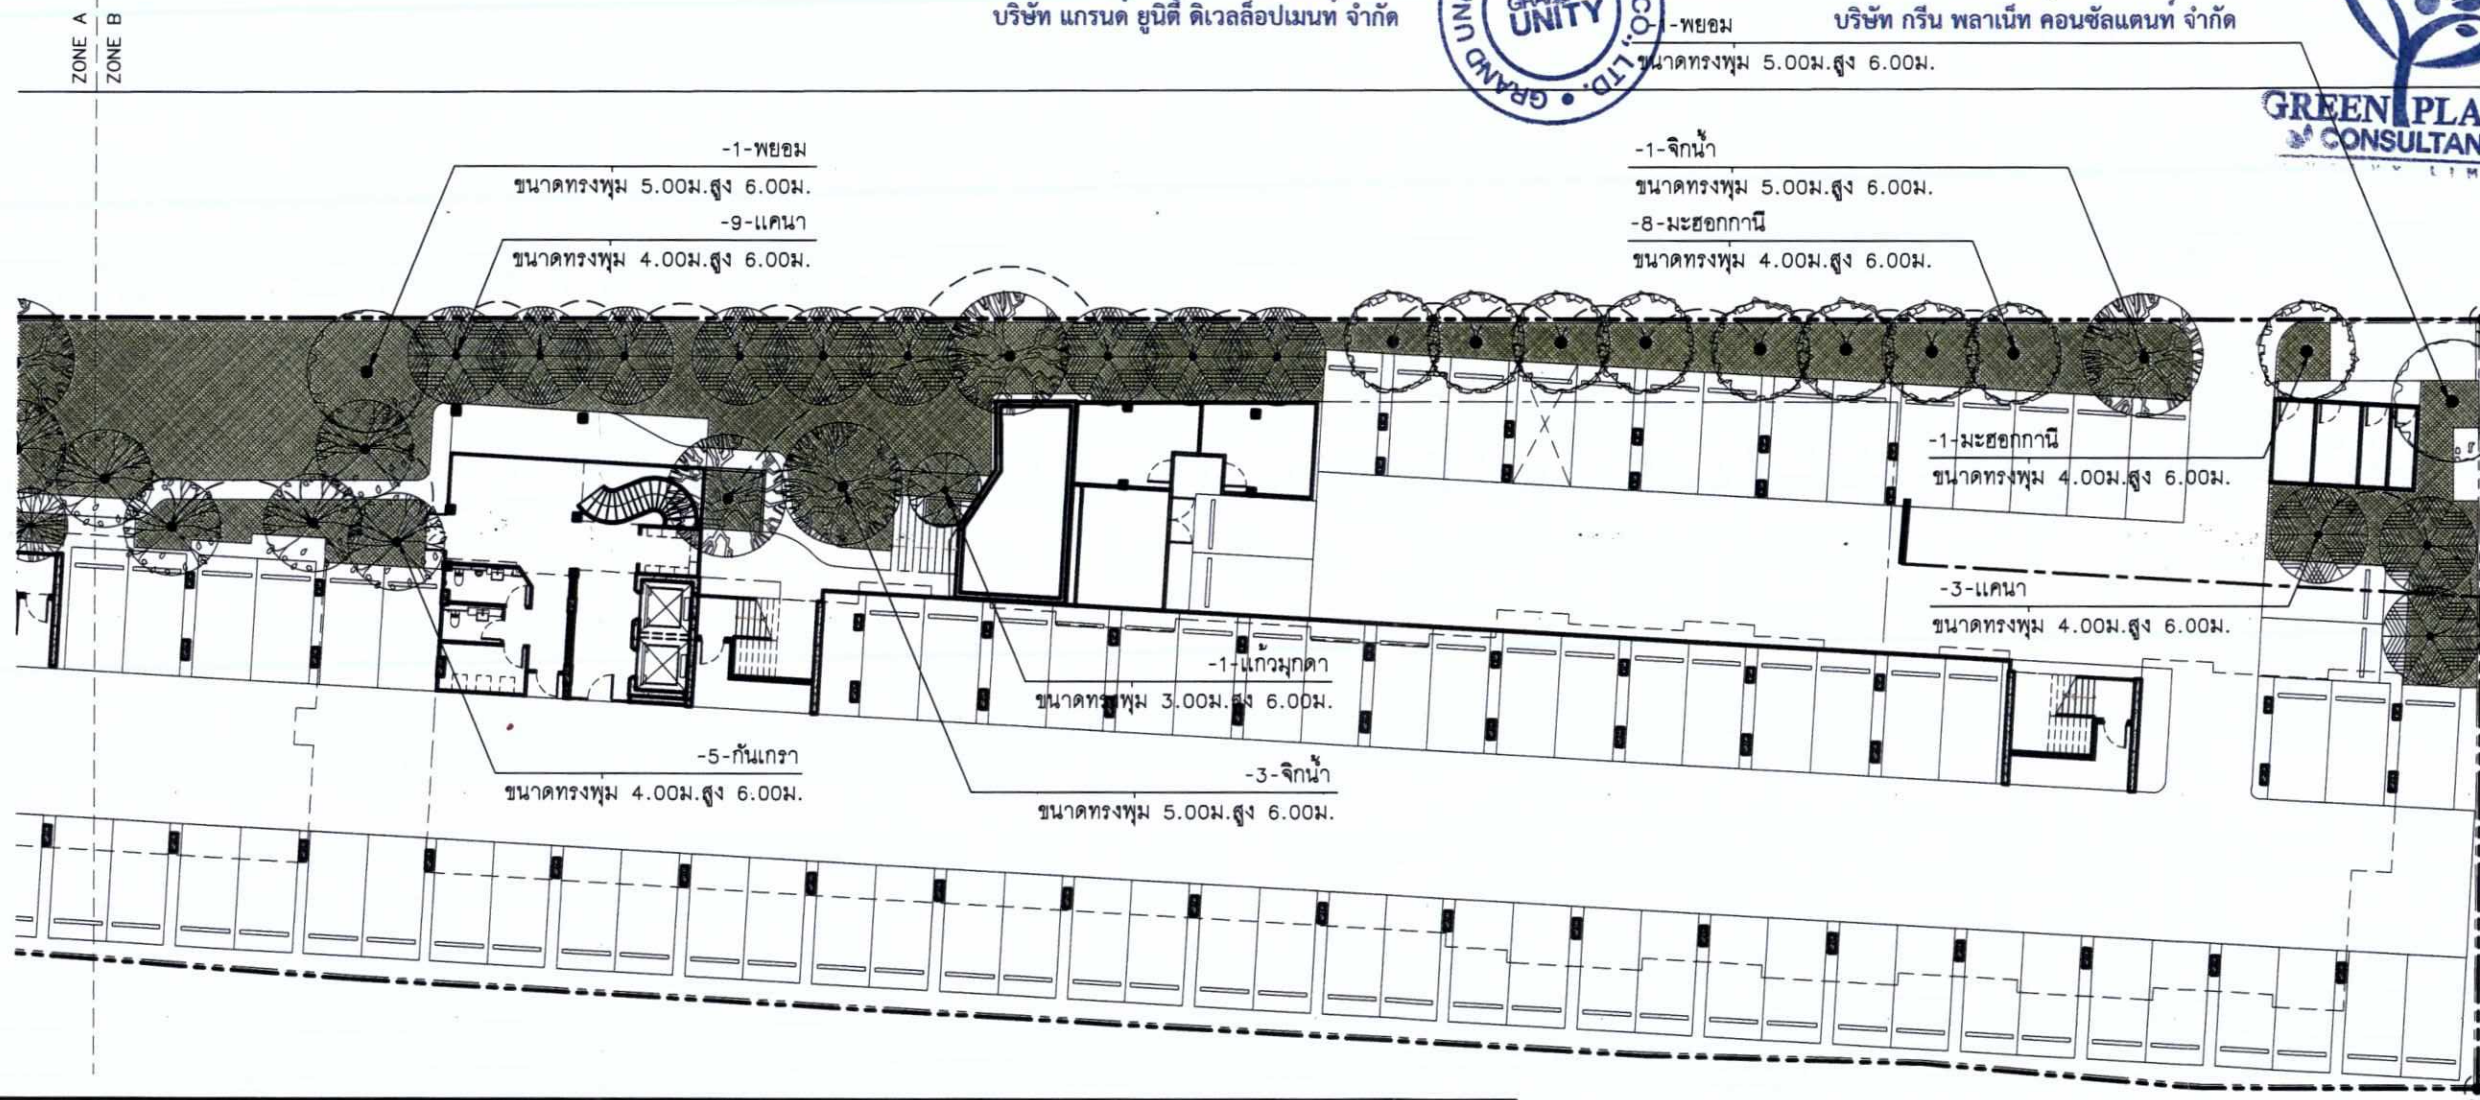 ZONE A
ZONE B
บริษัท แกรนด์ ยูนิตี้ ดิเวลล็อปเมนท์ จำกัด
UNITY
GRAND UN
CO., LTD.
-1-พยอม
ขนาดทรงพุ่ม 5.00ม.สูง 6.00ม.
บริษัท กรีน พลาเน็ท คอนซัลแตนท์ จำกัด
GREEN PLA
CONSULTAN
-1-พยอม
ขนาดทรงพุ่ม 5.00ม.สูง 6.00ม.
-9-แคนา
ขนาดทรงพุ่ม 4.00ม.สูง 6.00ม.
-1-จิกน้ำ
ขนาดทรงพุ่ม 5.00ม.สูง 6.00ม.
-8-มะฮอกกานี
ขนาดทรงพุ่ม 4.00ม.สูง 6.00ม.
-1-มะฮอกกานี
ขนาดทรงพุ่ม 4.00ม.สูง 6.00ม.
-3-แคนา
ขนาดทรงพุ่ม 4.00ม.สูง 6.00ม.
-1-แก้วมุกดา
ขนาดทรงพุ่ม 3.00ม.สูง 6.00ม.
-5-กันเกรา
ขนาดทรงพุ่ม 4.00ม.สูง 6.00ม.
-3-จิกน้ำ
ขนาดทรงพุ่ม 5.00ม.สูง 6.00ม.